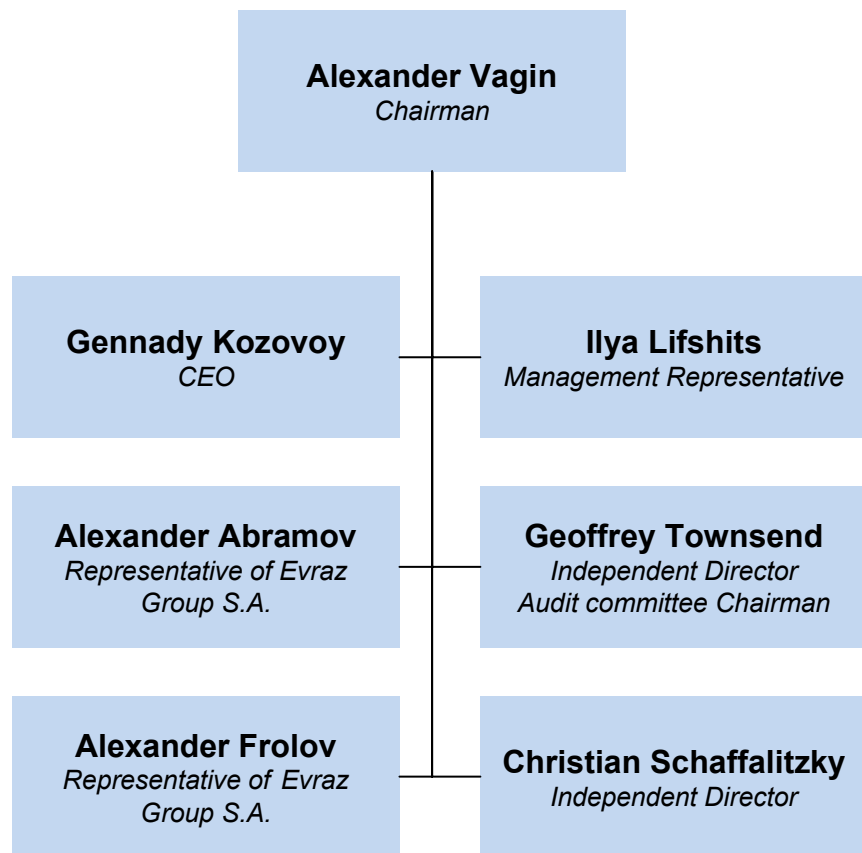 Alexander Vagin
Chairman
Gennady Kozovoy
CEO
Ilya Lifshits
Management Representative
Alexander Abramov
Representative of Evraz
Group S.A.
Geoffrey Townsend
Independent Director
Audit committee Chairman
Alexander Frolov
Representative of Evraz
Group S.A.
Christian Schaffalitzky
Independent Director